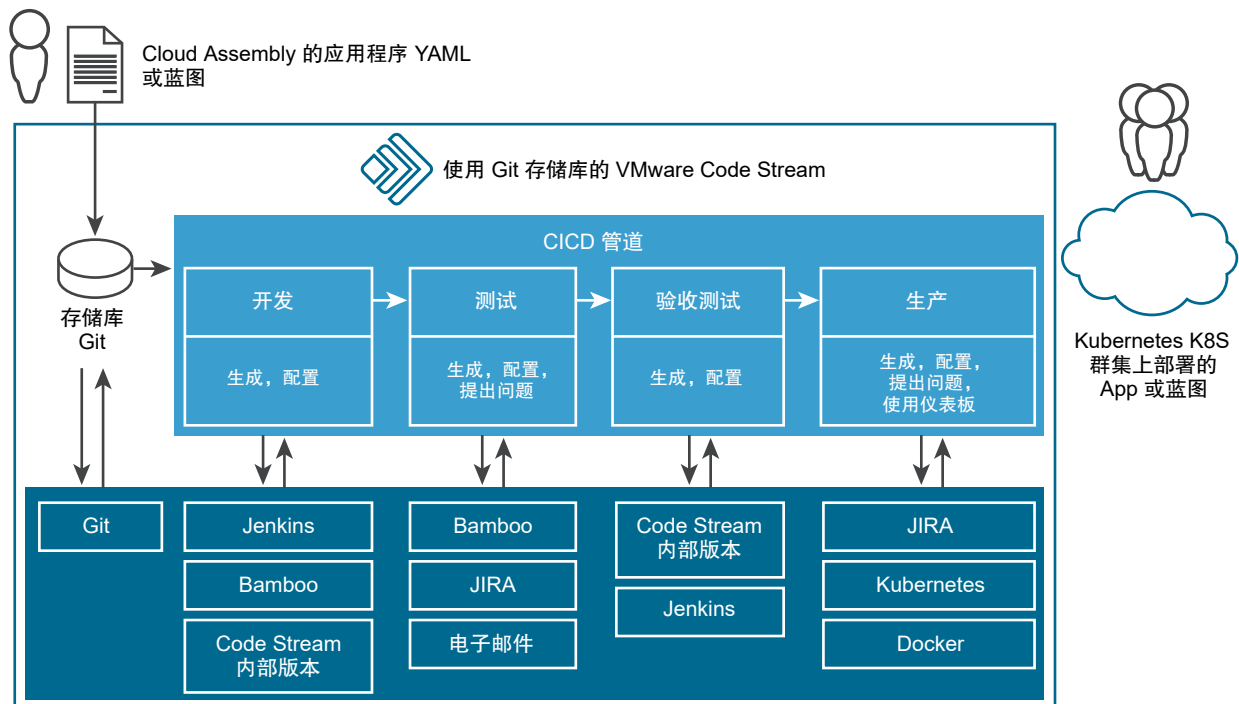 Cloud Assembly 的应用程序 YAML
或蓝图
使用 Git 存储库的 VMware Code Stream
CICD 管道
存储库
Git
开发
生成，配置
测试
生成，配置，
提出问题
验收测试
生成，配置
生产
生成，配置，
提出问题，
使用仪表板
Kubernetes K8S
群集上部署的
App 或蓝图
Git
Jenkins
Bamboo
Code Stream
内部版本
Bamboo
JIRA
电子邮件
Code Stream
内部版本
Jenkins
JIRA
Kubernetes
Docker